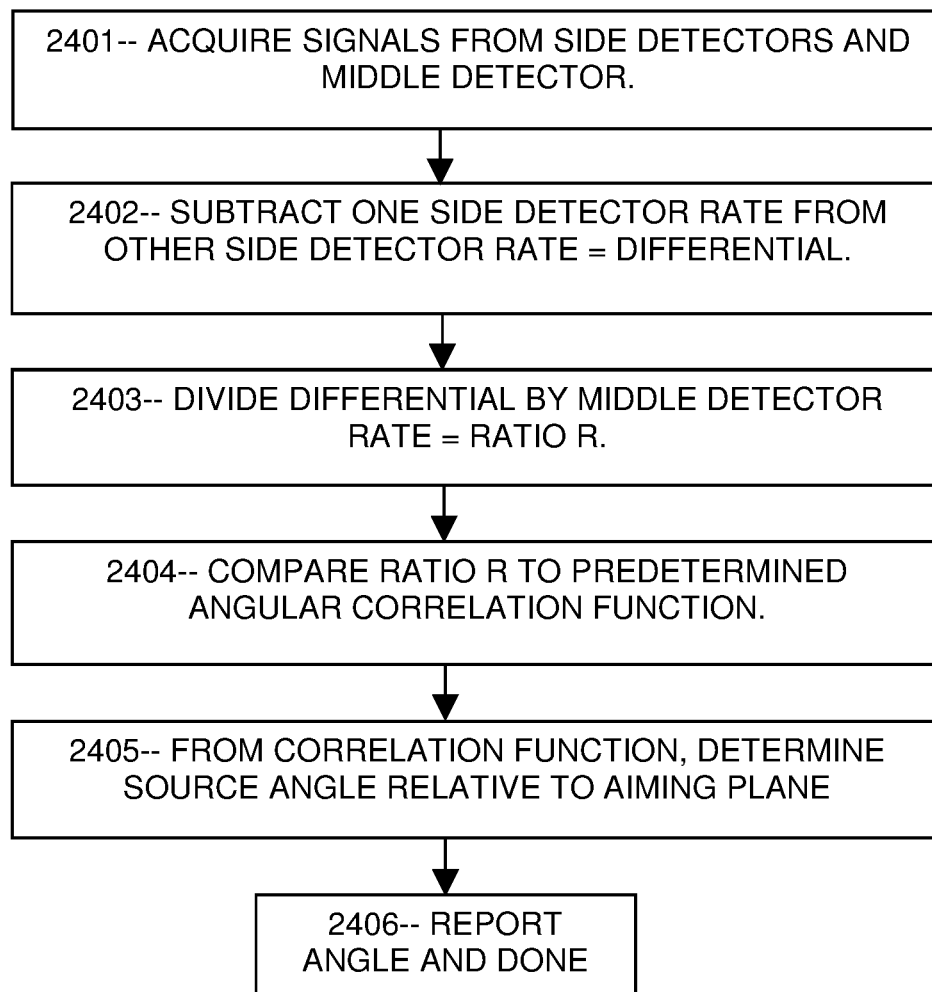 2401-- ACQUIRE SIGNALS FROM SIDE DETECTORS AND
MIDDLE DETECTOR.
2402-- SUBTRACT ONE SIDE DETECTOR RATE FROM
OTHER SIDE DETECTOR RATE = DIFFERENTIAL.
2403-- DIVIDE DIFFERENTIAL BY MIDDLE DETECTOR
RATE = RATIO R.
2404-- COMPARE RATIO R TO PREDETERMINED
ANGULAR CORRELATION FUNCTION.
2405-- FROM CORRELATION FUNCTION, DETERMINE
SOURCE ANGLE RELATIVE TO AIMING PLANE
2406-- REPORT
ANGLE AND DONE